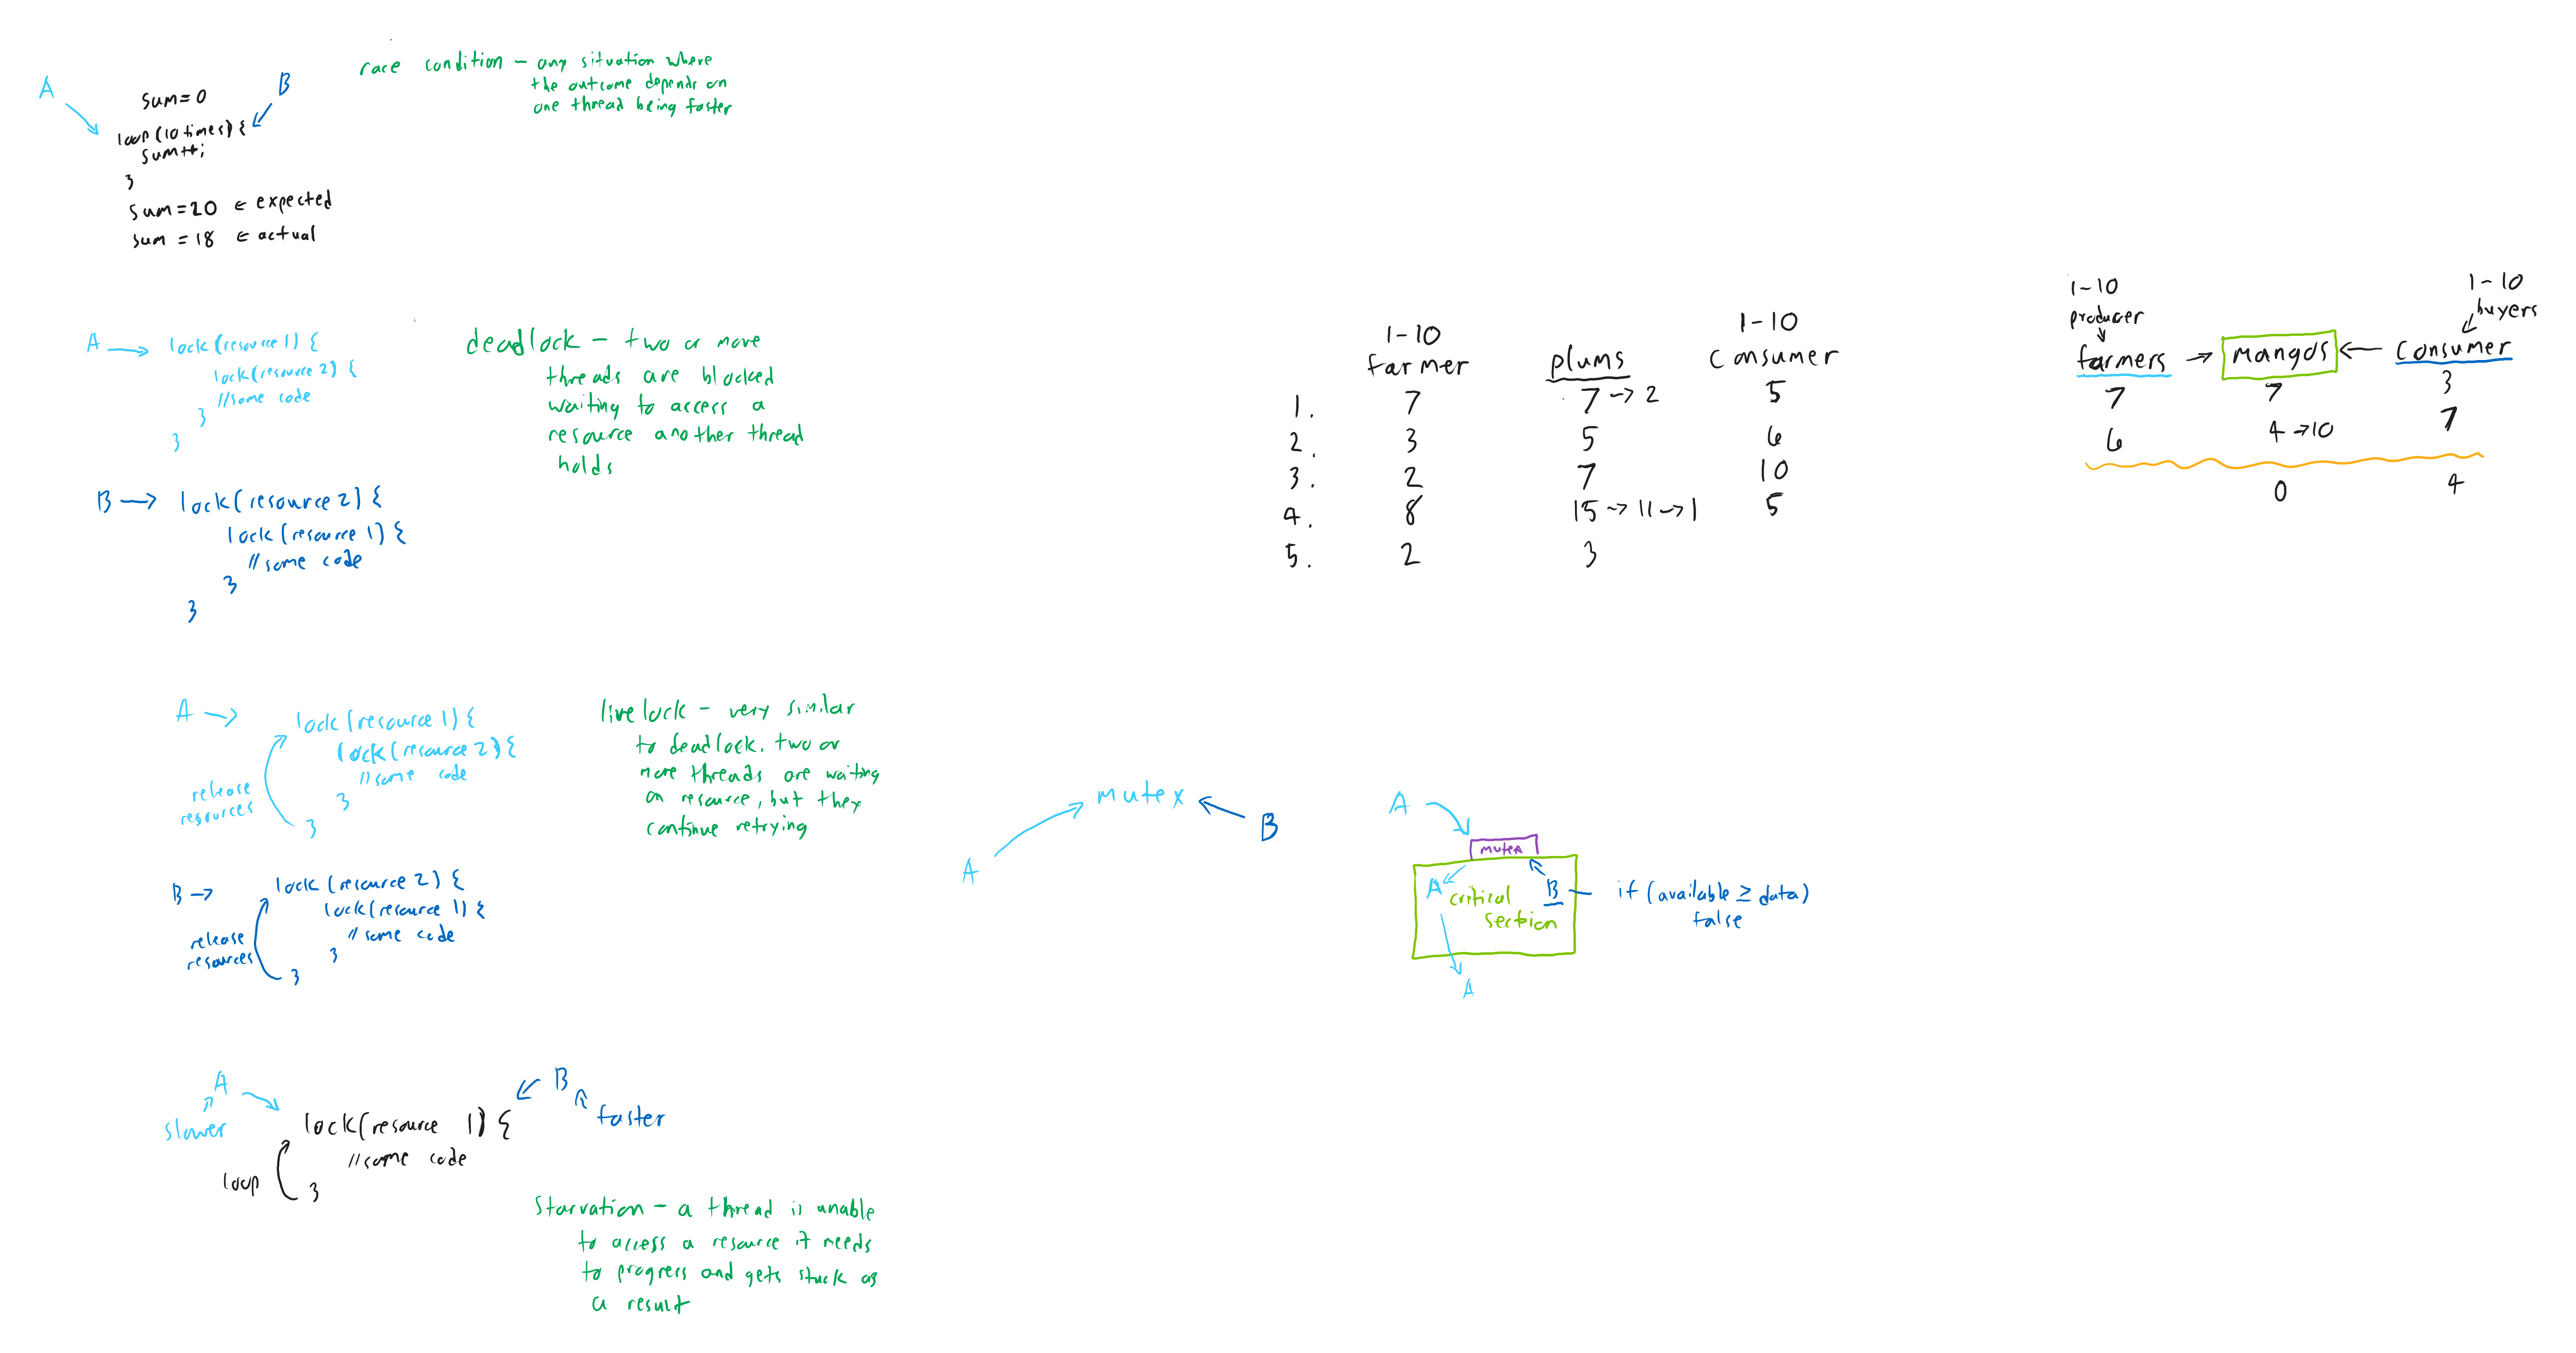 A
B
sum=0
loop(10 times) {
sum++;
}
sum=20 ← expected
sum = 18 ← actual
race condition - any situation where
the outcome depends on
one thread being faster
A → lock(resource 1) {
lock(resource 2) {
//some code
}
}
B → lock(resource 2) {
lock(resource 1) {
//some code
}
}
deadlock - two or more
threads are blocked
waiting to access a
resource another thread
holds
A → lock(resource 1) {
lock(resource 2) {
//some code
}
}
release
resources
B → lock(resource 2) {
lock(resource 1) {
//some code
}
}
release
resources
livelock - very similar
to deadlock. two or
more threads are waiting
on resource, but they
continue retrying
A
slower
B
faster
lock(resource 1) {
//some code
}
loop
Starvation - a thread is unable
to access a resource it needs
to progress and gets stuck as
a result
mutex
A
B
A
mutex
A
critical
section
B
A
if (available ≥ data)
false
1-10 1-10
farmer plums consumer
1. 7 7 → 2 5
2. 3 5 6
3. 2 7 10
4. 8 15 → 11 → 1 5
5. 2 3
1-10 1-10
producer buyers
farmers → mangos ← consumer
7 7 3
6 4 → 10 7
0 4